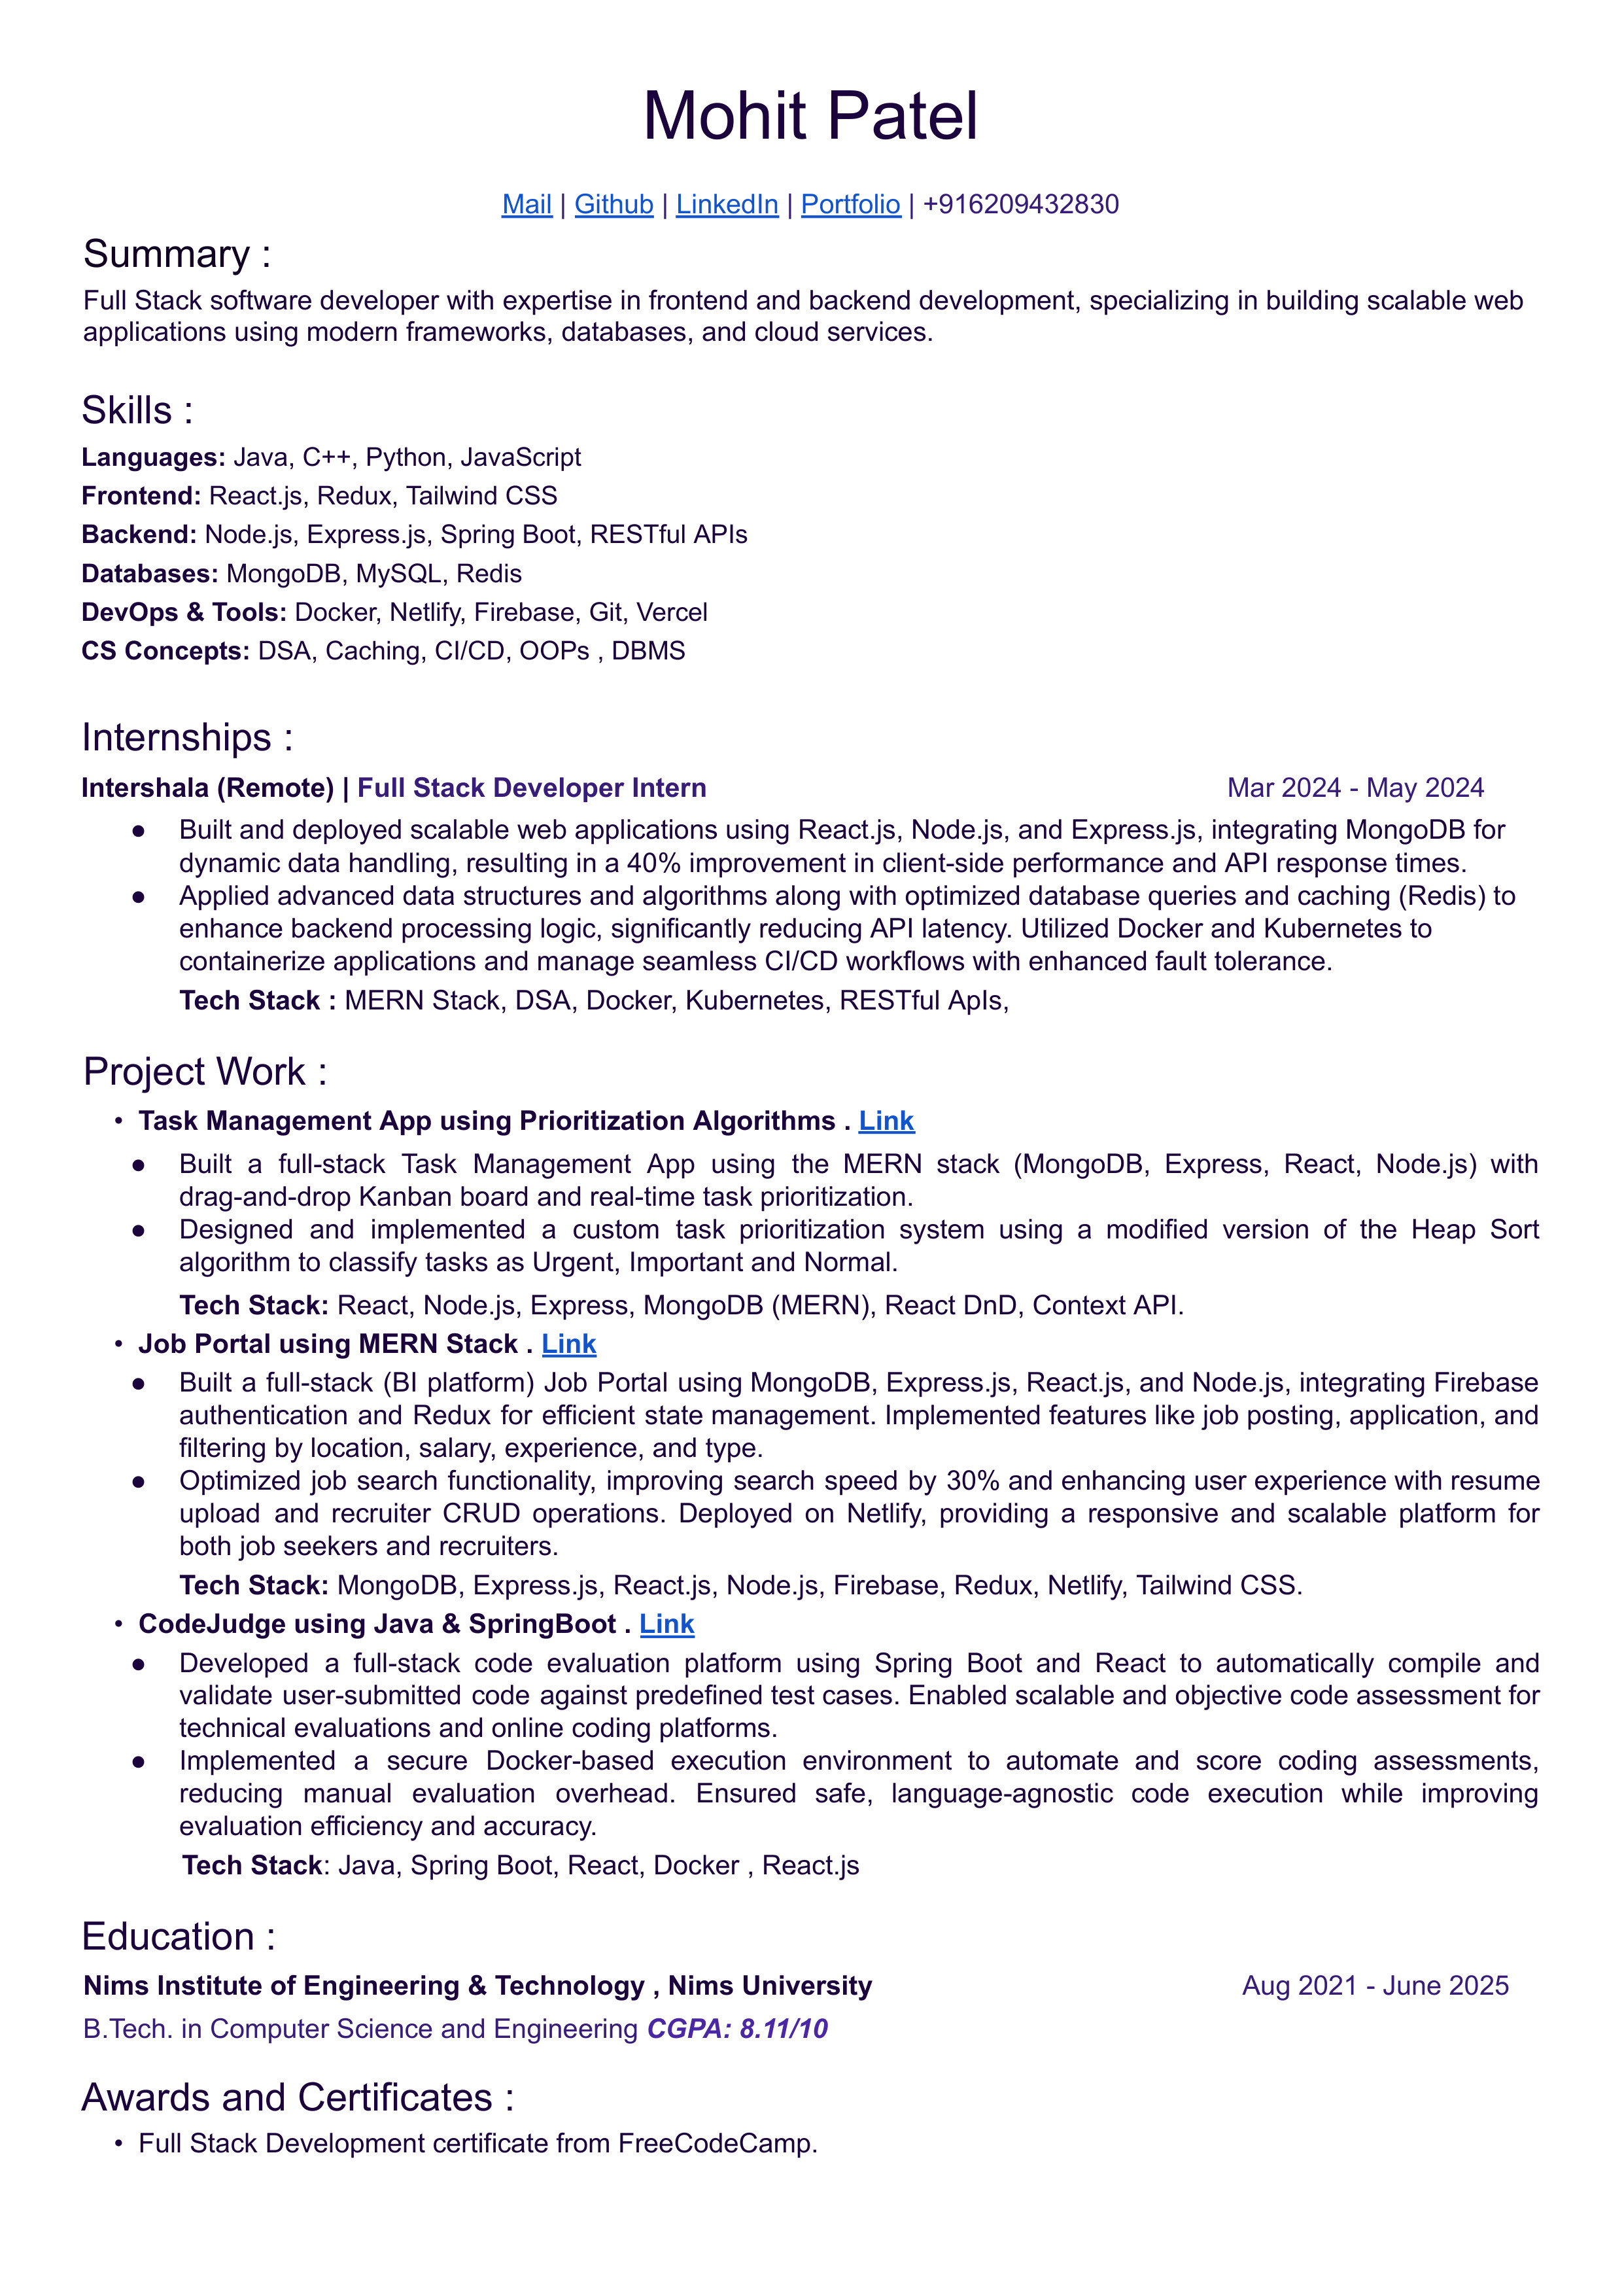 Mohit Patel
Mail | Github | LinkedIn | Portfolio | +916209432830
Summary :
Full Stack software developer with expertise in frontend and backend development, specializing in building scalable web
applications using modern frameworks, databases, and cloud services.
Skills :
Languages: Java, C++, Python, JavaScript
Frontend: React.js, Redux, Tailwind CSS
Backend: Node.js, Express.js, Spring Boot, RESTful APIs
Databases: MongoDB, MySQL, Redis
DevOps & Tools: Docker, Netlify, Firebase, Git, Vercel
CS Concepts: DSA, Caching, CI/CD, OOPs , DBMS
Internships :
Intershala (Remote) | Full Stack Developer Intern Mar 2024 - May 2024
● Built and deployed scalable web applications using React.js, Node.js, and Express.js, integrating MongoDB for
dynamic data handling, resulting in a 40% improvement in client-side performance and API response times.
● Applied advanced data structures and algorithms along with optimized database queries and caching (Redis) to
enhance backend processing logic, significantly reducing API latency. Utilized Docker and Kubernetes to
containerize applications and manage seamless CI/CD workflows with enhanced fault tolerance.
Tech Stack : MERN Stack, DSA, Docker, Kubernetes, RESTful ApIs,
Project Work :
• Task Management App using Prioritization Algorithms . Link
● Built a full-stack Task Management App using the MERN stack (MongoDB, Express, React, Node.js) with
drag-and-drop Kanban board and real-time task prioritization.
● Designed and implemented a custom task prioritization system using a modified version of the Heap Sort
algorithm to classify tasks as Urgent, Important and Normal.
Tech Stack: React, Node.js, Express, MongoDB (MERN), React DnD, Context API.
• Job Portal using MERN Stack . Link
● Built a full-stack (BI platform) Job Portal using MongoDB, Express.js, React.js, and Node.js, integrating Firebase
authentication and Redux for efficient state management. Implemented features like job posting, application, and
filtering by location, salary, experience, and type.
● Optimized job search functionality, improving search speed by 30% and enhancing user experience with resume
upload and recruiter CRUD operations. Deployed on Netlify, providing a responsive and scalable platform for
both job seekers and recruiters.
Tech Stack: MongoDB, Express.js, React.js, Node.js, Firebase, Redux, Netlify, Tailwind CSS.
• CodeJudge using Java & SpringBoot . Link
● Developed a full-stack code evaluation platform using Spring Boot and React to automatically compile and
validate user-submitted code against predefined test cases. Enabled scalable and objective code assessment for
technical evaluations and online coding platforms.
● Implemented a secure Docker-based execution environment to automate and score coding assessments,
reducing manual evaluation overhead. Ensured safe, language-agnostic code execution while improving
evaluation efficiency and accuracy.
Tech Stack: Java, Spring Boot, React, Docker , React.js
Education :
Nims Institute of Engineering & Technology , Nims University Aug 2021 - June 2025
B.Tech. in Computer Science and Engineering CGPA: 8.11/10
Awards and Certificates :
• Full Stack Development certificate from FreeCodeCamp.